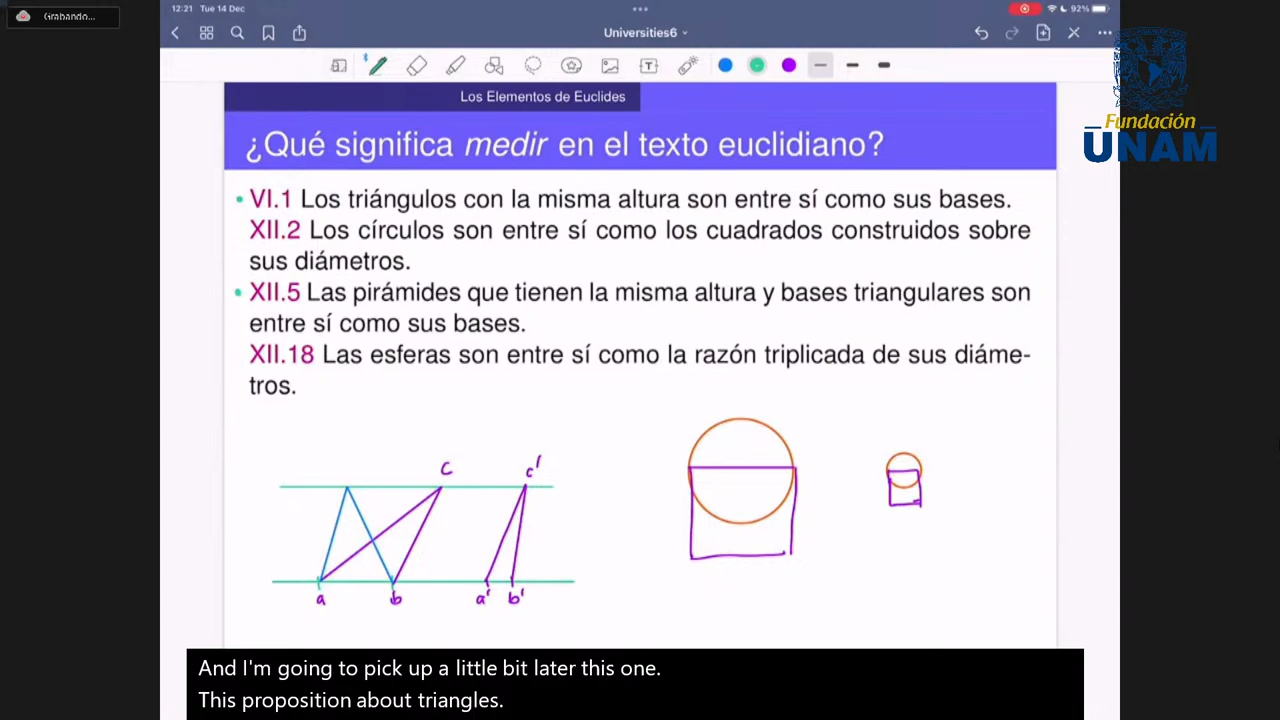 Grabando...
12:21 Tue 14 Dec
92%
Universities6
Fundación
UNAM
Los Elementos de Euclides
¿Qué significa medir en el texto euclidiano?
• VI.1 Los triángulos con la misma altura son entre sí como sus bases.
XII.2 Los círculos son entre sí como los cuadrados construidos sobre
sus diámetros.
• XII.5 Las pirámides que tienen la misma altura y bases triangulares son
entre sí como sus bases.
XII.18 Las esferas son entre sí como la razón triplicada de sus diáme-
tros.
c c'
a b a' b'
And I'm going to pick up a little bit later this one.
This proposition about triangles.